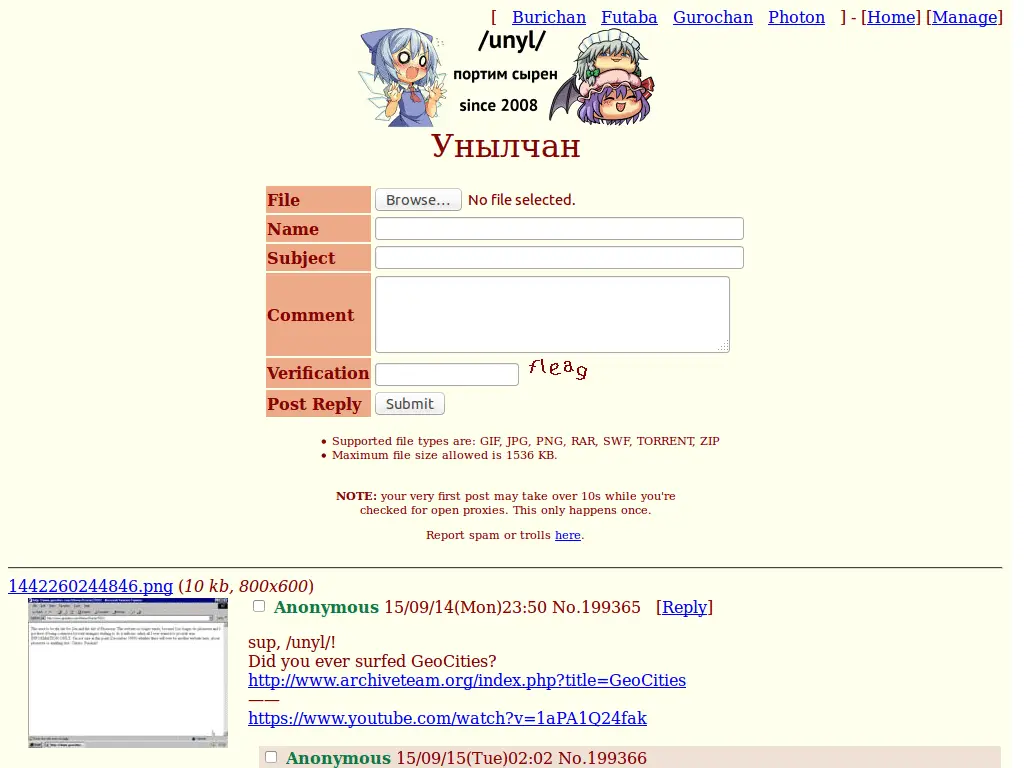 [ Burichan Futaba Gurochan Photon ] - [Home] [Manage]
/unyl/
портим сырен
since 2008
Унылчан
File Browse... No file selected.
Name
Subject
Comment
Verification fleag
Post Reply Submit
• Supported file types are: GIF, JPG, PNG, RAR, SWF, TORRENT, ZIP
• Maximum file size allowed is 1536 KB.
NOTE: your very first post may take over 10s while you're
checked for open proxies. This only happens once.
Report spam or trolls here.
1442260244846.png (10 kb, 800x600)
Anonymous 15/09/14(Mon)23:50 No.199365 [Reply]
sup, /unyl/!
Did you ever surfed GeoCities?
http://www.archiveteam.org/index.php?title=GeoCities
——
https://www.youtube.com/watch?v=1aPA1Q24fak
Anonymous 15/09/15(Tue)02:02 No.199366